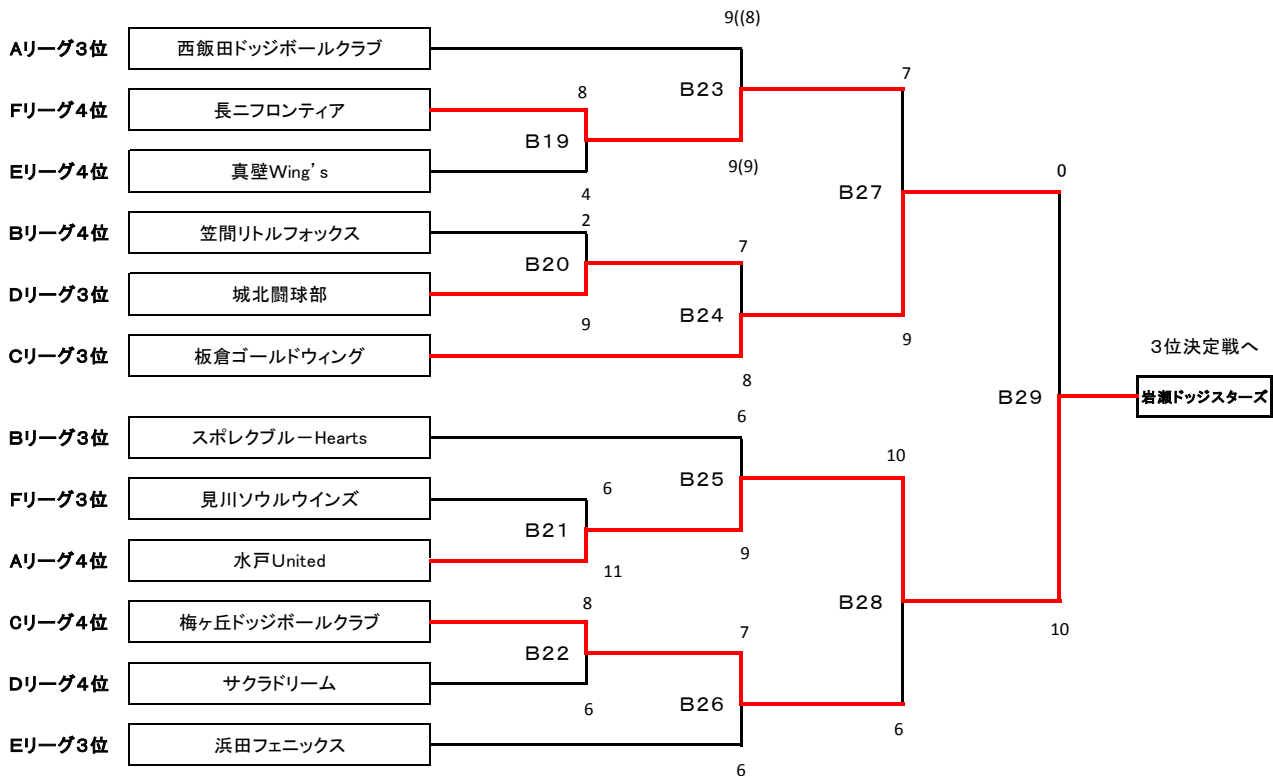 9((8)
Aリーグ3位 西飯田ドッジボールクラブ
7
B23
Fリーグ4位 長ニフロンティア
8
B19
Eリーグ4位 真壁Wing's
9(9)
0
4
B27
2
Bリーグ4位 笠間リトルフォックス
7
B20
Dリーグ3位 城北闘球部
B24
9
9
Cリーグ3位 板倉ゴールドウィング
3位決定戦へ
8
B29
岩瀬ドッジスターズ
6
Bリーグ3位 スポレクブルーHearts
10
B25
6
Fリーグ3位 見川ソウルウインズ
B21
9
Aリーグ4位 水戸United
11
8
B28
Cリーグ4位 梅ヶ丘ドッジボールクラブ
7
10
B22
Dリーグ4位 サクラドリーム
B26
6
6
Eリーグ3位 浜田フェニックス
6